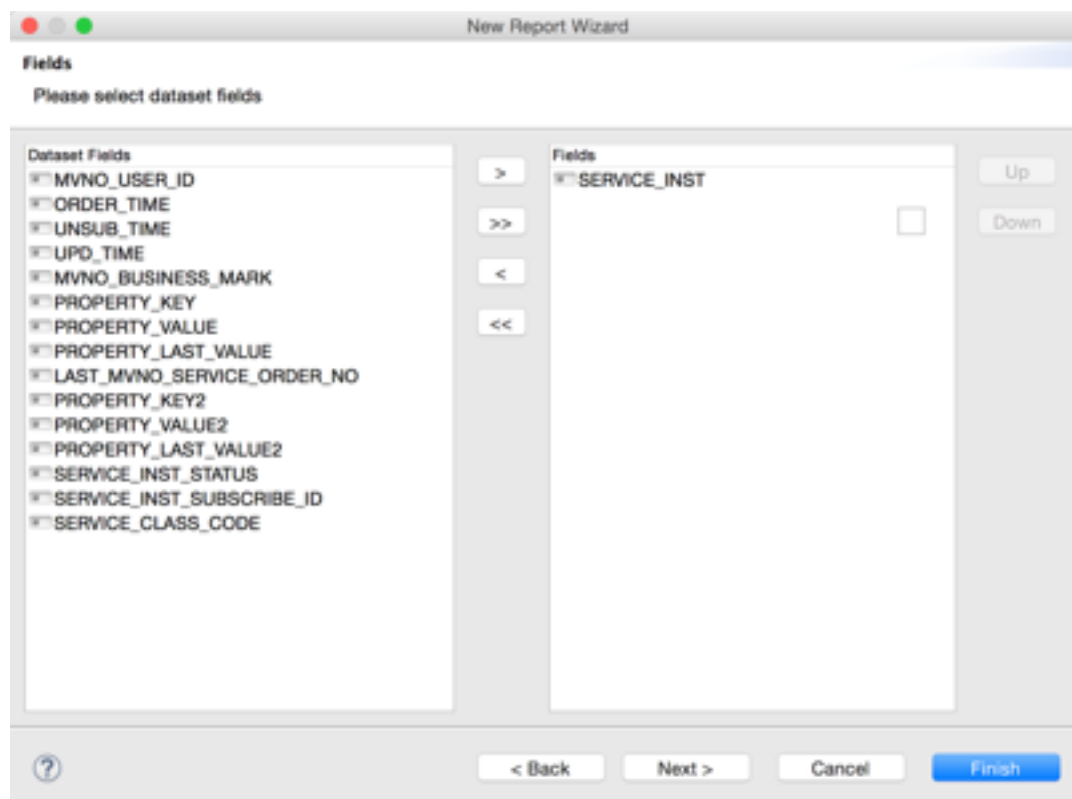 New Report Wizard
Fields
Please select dataset fields
Dataset Fields
MVNO_USER_ID
ORDER_TIME
UNSUB_TIME
UPD_TIME
MVNO_BUSINESS_MARK
PROPERTY_KEY
PROPERTY_VALUE
PROPERTY_LAST_VALUE
LAST_MVNO_SERVICE_ORDER_NO
PROPERTY_KEY2
PROPERTY_VALUE2
PROPERTY_LAST_VALUE2
SERVICE_INST_STATUS
SERVICE_INST_SUBSCRIBE_ID
SERVICE_CLASS_CODE
>
>>
<
<<
Fields
SERVICE_INST
Up
Down
?
< Back
Next >
Cancel
Finish